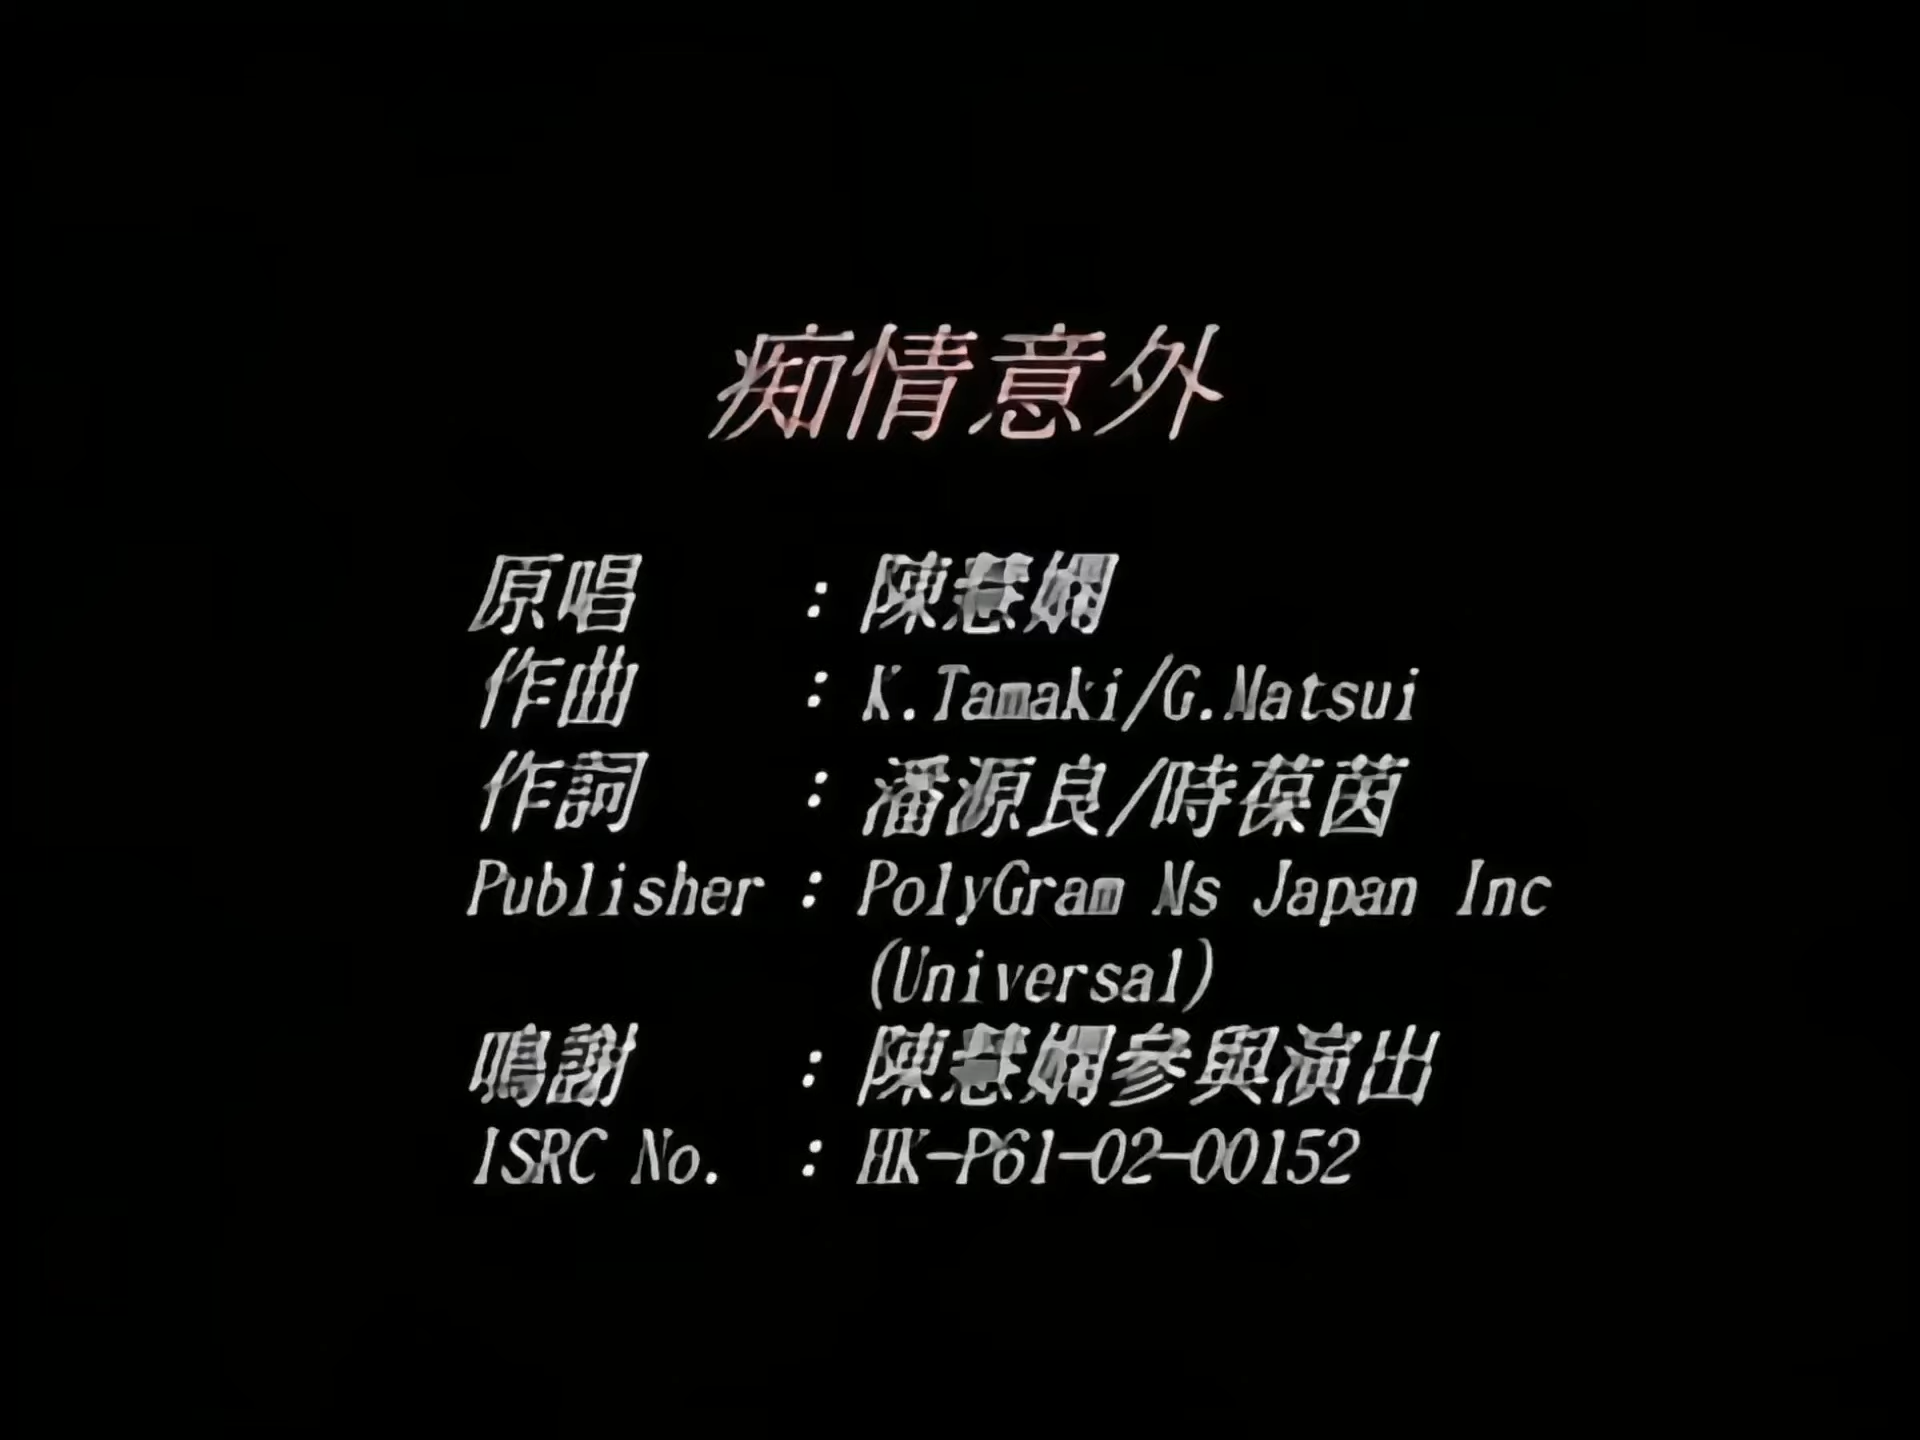 痴情意外
原唱 : 陳慧嫻
作曲 : K.Tamaki/G.Matsui
作詞 : 潘源良/時葆茵
Publisher : PolyGram Ms Japan Inc
(Universal)
鳴謝 : 陳慧嫻參與演出
ISRC No. : HK-P61-02-00152